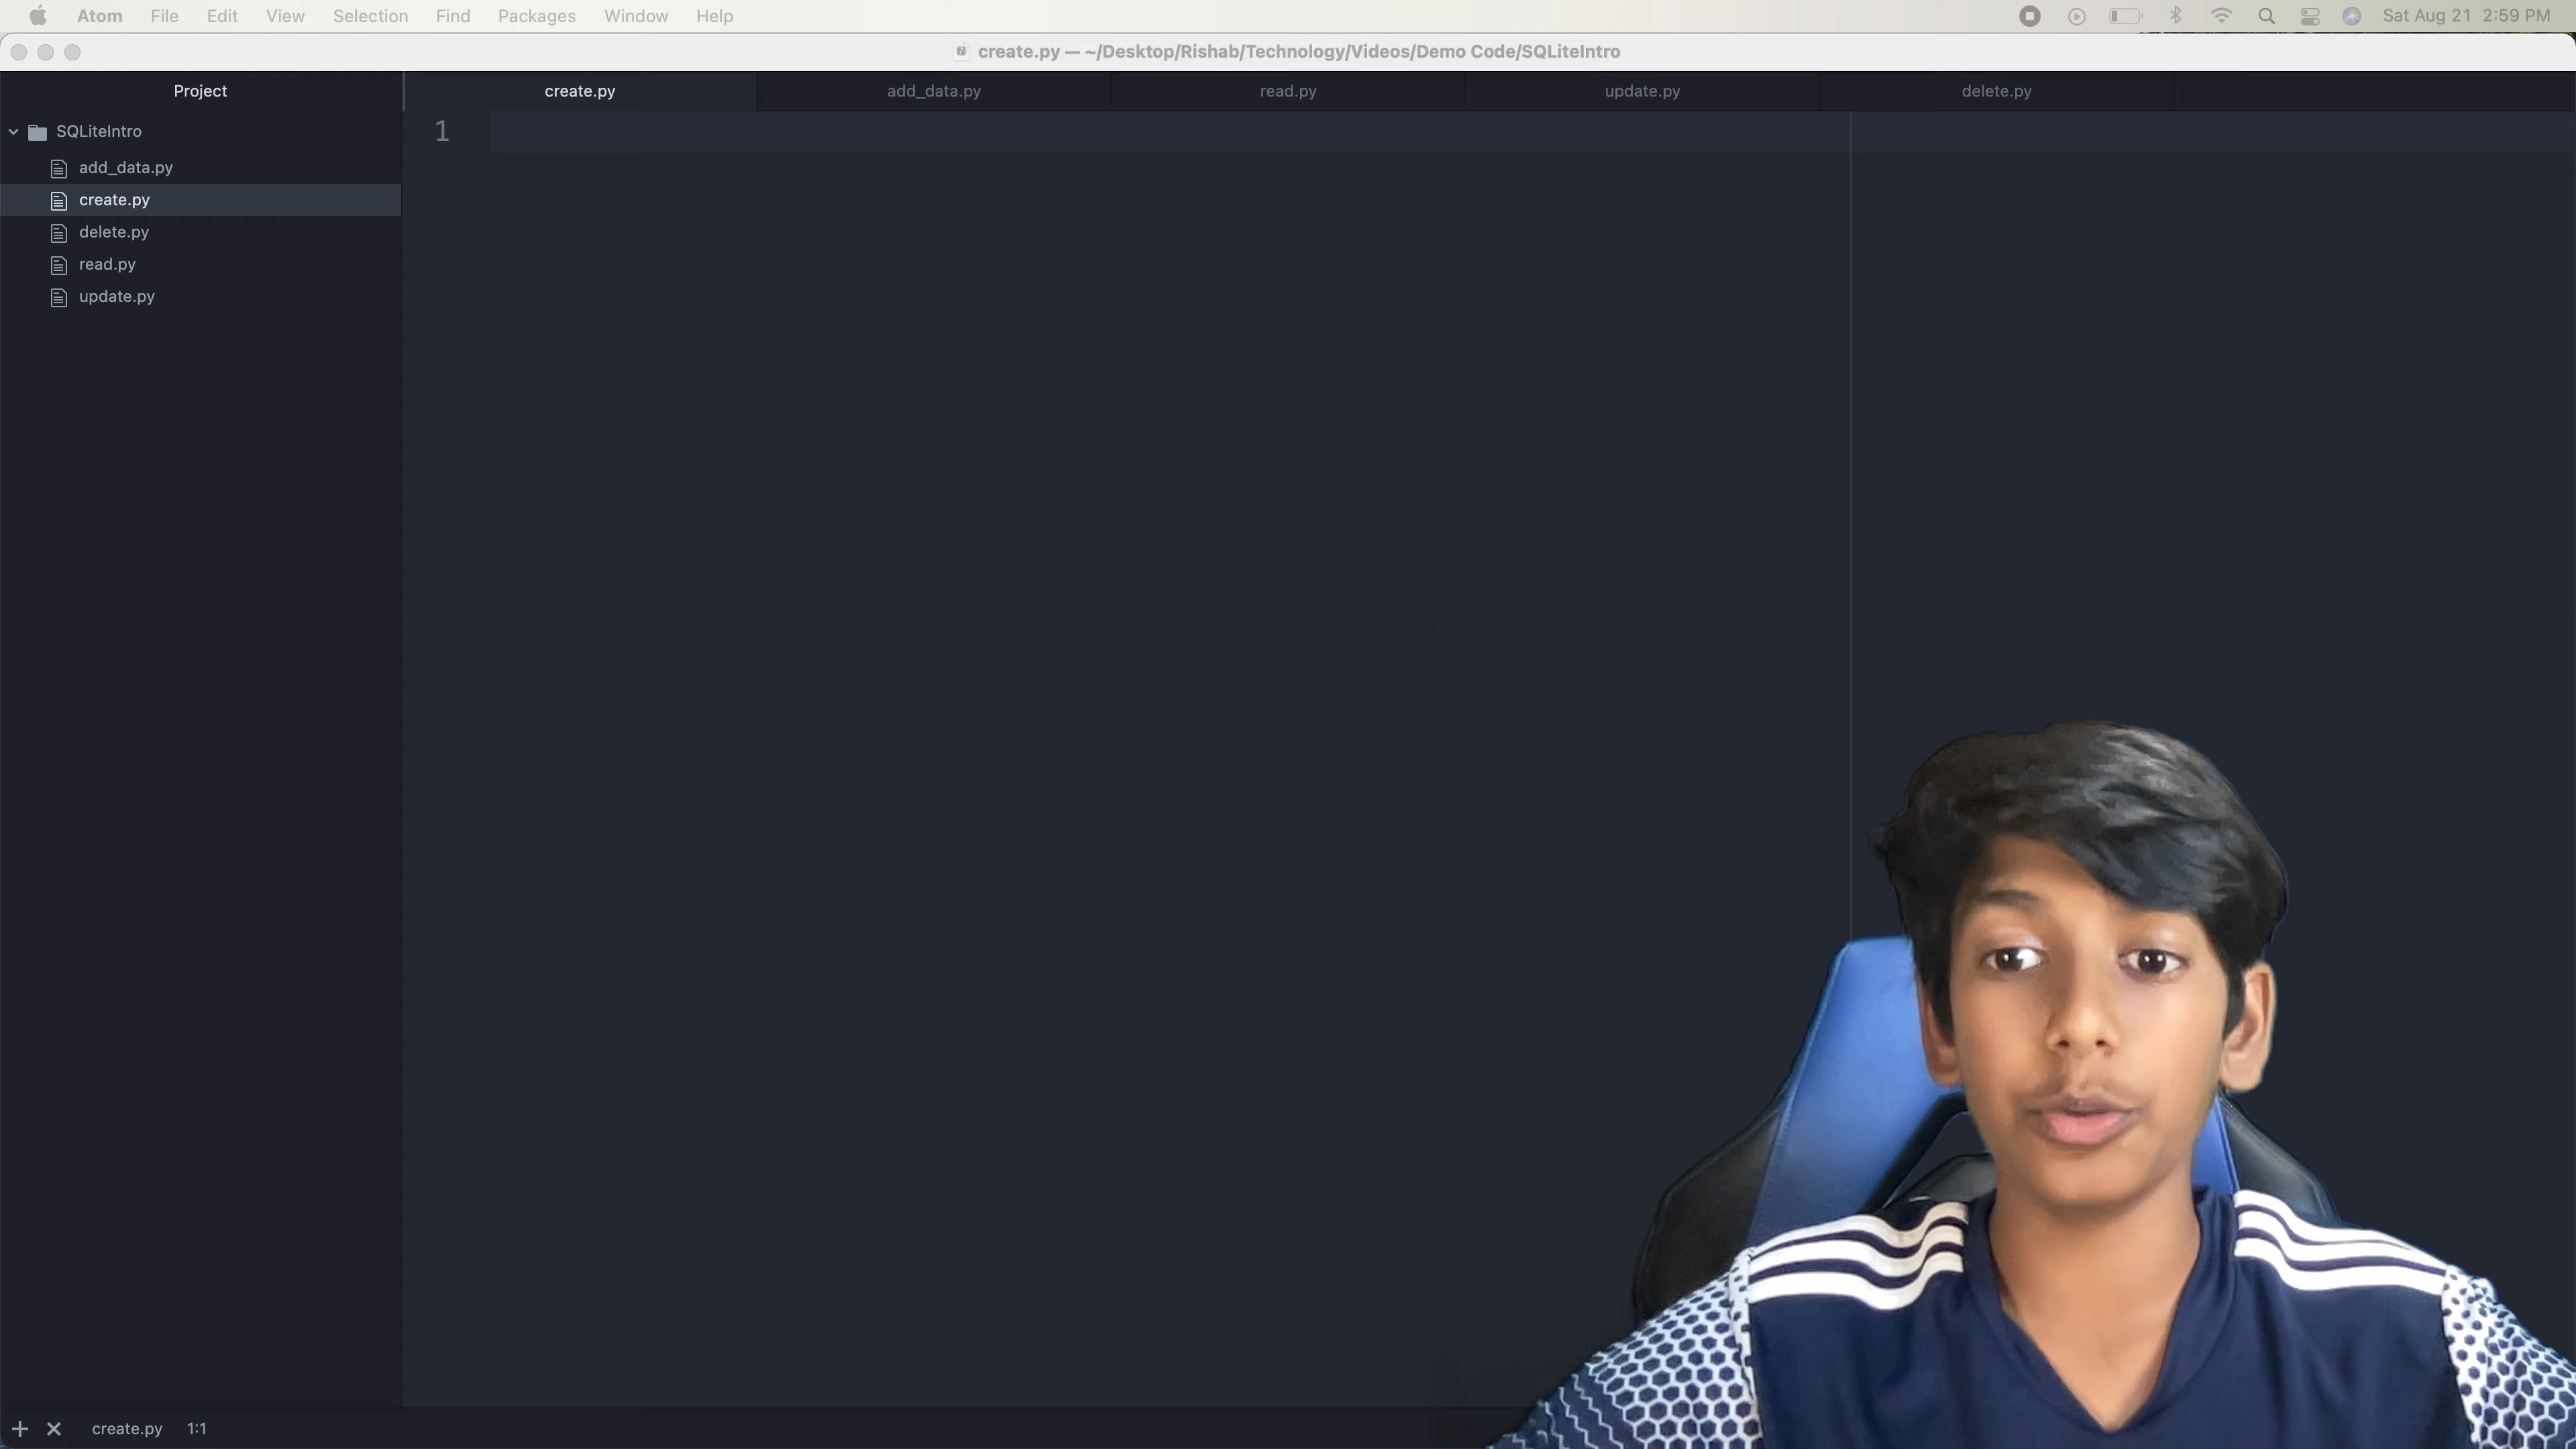 Atom File Edit View Selection Find Packages Window Help Sat Aug 21 2:59 PM
create.py — ~/Desktop/Rishab/Technology/Videos/Demo Code/SQLiteIntro
Project
create.py add_data.py read.py update.py delete.py
SQLiteIntro
add_data.py
create.py
delete.py
read.py
update.py
1
create.py 1:1